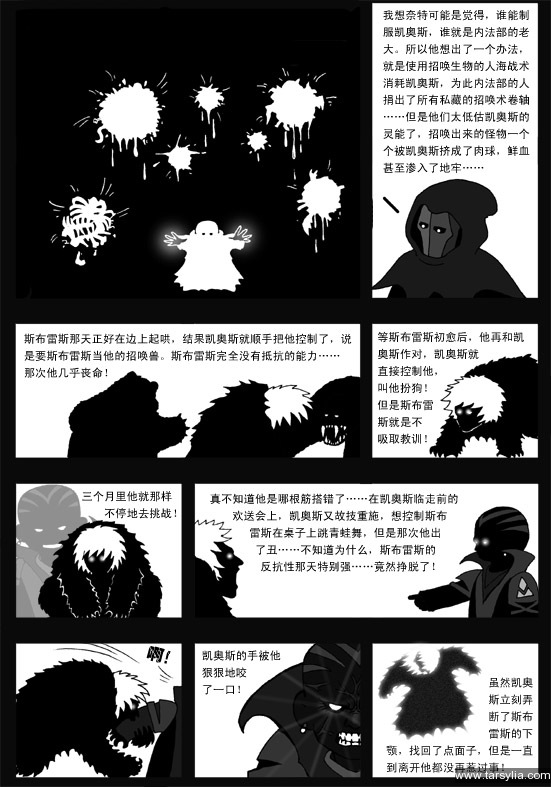 我想奈特可能是觉得，谁能制
服凯奥斯，谁就是内法部的老
大。所以他想出了一个办法，
就是使用招唤生物的人海战术
消耗凯奥斯，为此内法部的人
捐出了所有私藏的招唤术卷轴
……但是他们太低估凯奥斯的
灵能了，招唤出来的怪物一个
个被凯奥斯挤成了肉球，鲜血
甚至渗入了地牢……
斯布雷斯那天正好在边上起哄，结果凯奥斯就顺手把他控制了，说
是要斯布雷斯当他的招唤兽。斯布雷斯完全没有抵抗的能力……
那次他几乎丧命！
等斯布雷斯初愈后，他再和凯
奥斯作对，凯奥斯就
直接控制他，
叫他扮狗！
但是斯布雷
斯就是不
吸取教训！
三个月里他就那样
不停地去挑战！
真不知道他是哪根筋搭错了……在凯奥斯临走前的
欢送会上，凯奥斯又故技重施，想控制斯布
雷斯在桌子上跳青蛙舞，但是那次他出
了丑……不知道为什么，斯布雷斯的
反抗性那天特别强……竟然挣脱了！
啊！
凯奥斯的手被他
狠狠地咬
了一口！
虽然凯奥
斯立刻弄
断了斯布
雷斯的下
颚，找回了点面子，但是一直
到离开他都没再惹过事！
www.tarsylia.com